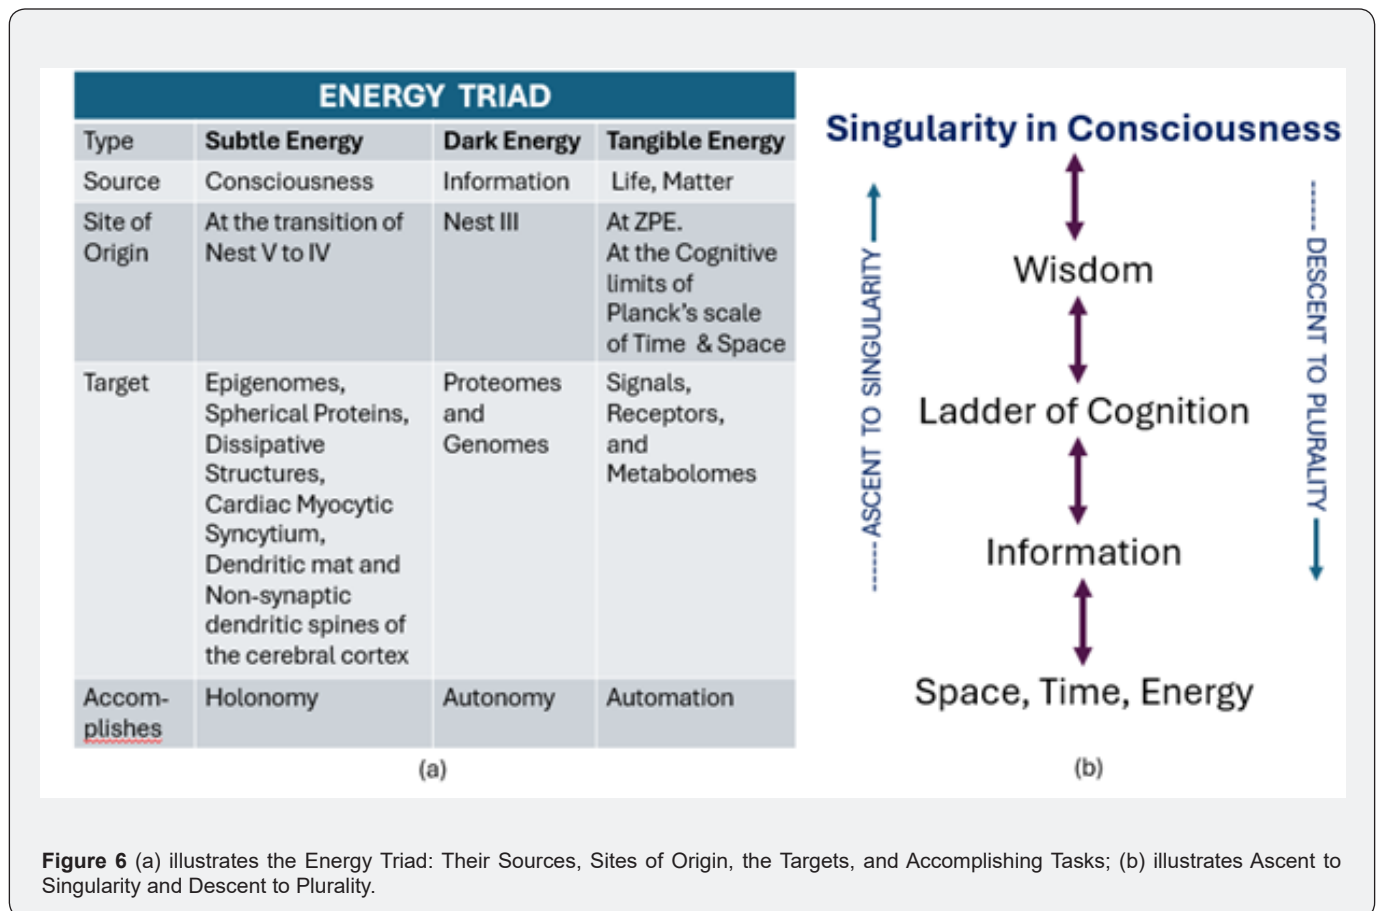 ENERGY TRIAD
Type
Subtle Energy
Dark Energy
Tangible Energy
Source
Consciousness
Information
Life, Matter
Site of
Origin
At the transition of
Nest V to IV
Nest III
At ZPE.
At the Cognitive
limits of
Planck's scale
of Time & Space
Target
Epigenomes,
Spherical Proteins,
Dissipative
Structures,
Cardiac Myocytic
Syncytium,
Dendritic mat and
Non-synaptic
dendritic spines of
the cerebral cortex
Proteomes
and
Genomes
Signals,
Receptors,
and
Metabolomes
Accom-
plishes
Holonomy
Autonomy
Automation
(a)
Singularity in Consciousness
Wisdom
Ladder of Cognition
Information
Space, Time, Energy
-------ASCENT TO SINGULARITY
------ DESCENT TO PLURALITY
(b)
Figure 6 (a) illustrates the Energy Triad: Their Sources, Sites of Origin, the Targets, and Accomplishing Tasks; (b) illustrates Ascent to
Singularity and Descent to Plurality.